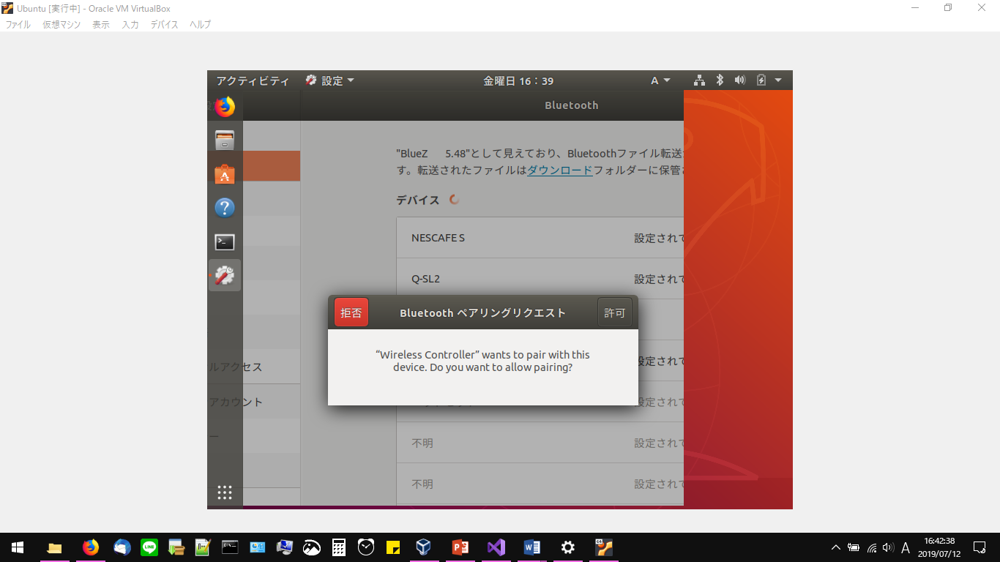 Ubuntu [実行中] - Oracle VM VirtualBox
ファイル 仮想マシン 表示 入力 デバイス ヘルプ
アクティビティ 設定 金曜日 16：39 A
Bluetooth
"BlueZ 5.48"として見えており、Bluetoothファイル転送
す。転送されたファイルはダウンロードフォルダーに保管
デバイス
NESCAFE S 設定されて
Q-SL2 設定されて
拒否 Bluetooth ペアリングリクエスト 許可
“Wireless Controller” wants to pair with this
device. Do you want to allow pairing?
ルアクセス 設定されて
アカウント 設定されて
不明 設定されて
不明 設定されて
LINE
A 16:42:38
2019/07/12